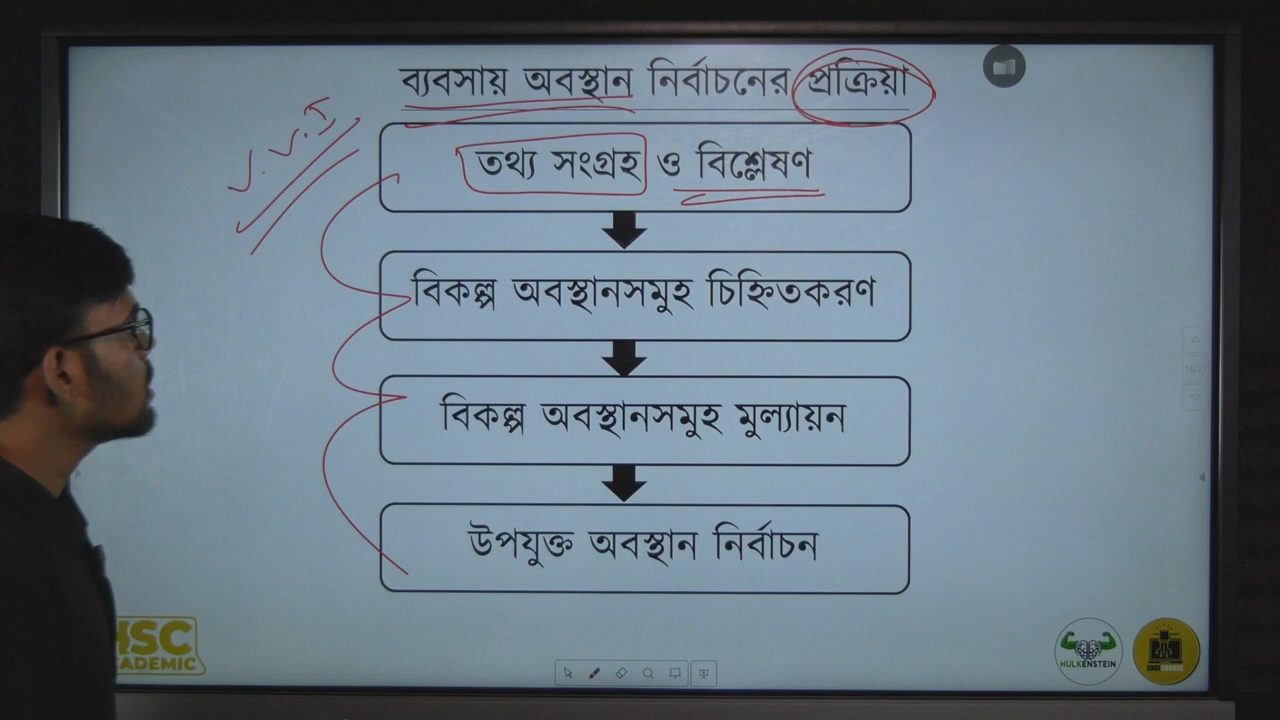 ব্যবসায় অবস্থান নির্বাচনের প্রক্রিয়া
V. V. I
তথ্য সংগ্রহ ও বিশ্লেষণ
বিকল্প অবস্থানসমুহ চিহ্নিতকরণ
বিকল্প অবস্থানসমুহ মুল্যায়ন
উপযুক্ত অবস্থান নির্বাচন
HSC
ACADEMIC
HULKENSTEIN